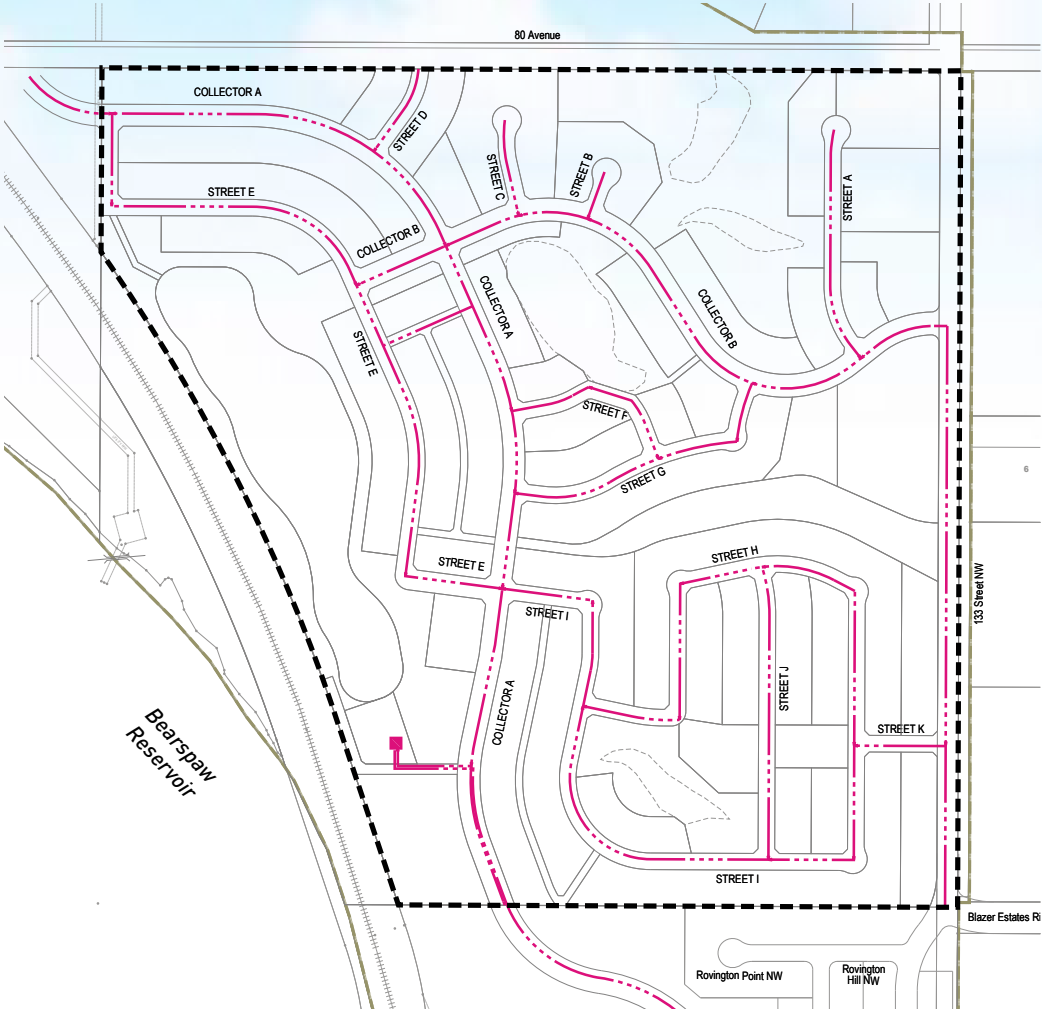 80 Avenue
COLLECTOR A
STREET D
STREET C
STREET B
STREET A
STREET E
COLLECTOR B
COLLECTOR A
COLLECTOR B
STREET E
STREET F
STREET G
6
STREET H
STREET E
133 Street NW
STREET I
STREET J
COLLECTOR A
Bearspaw
Reservoir
STREET K
STREET I
Blazer Estates Ri
Rovington Point NW
Rovington
Hill NW